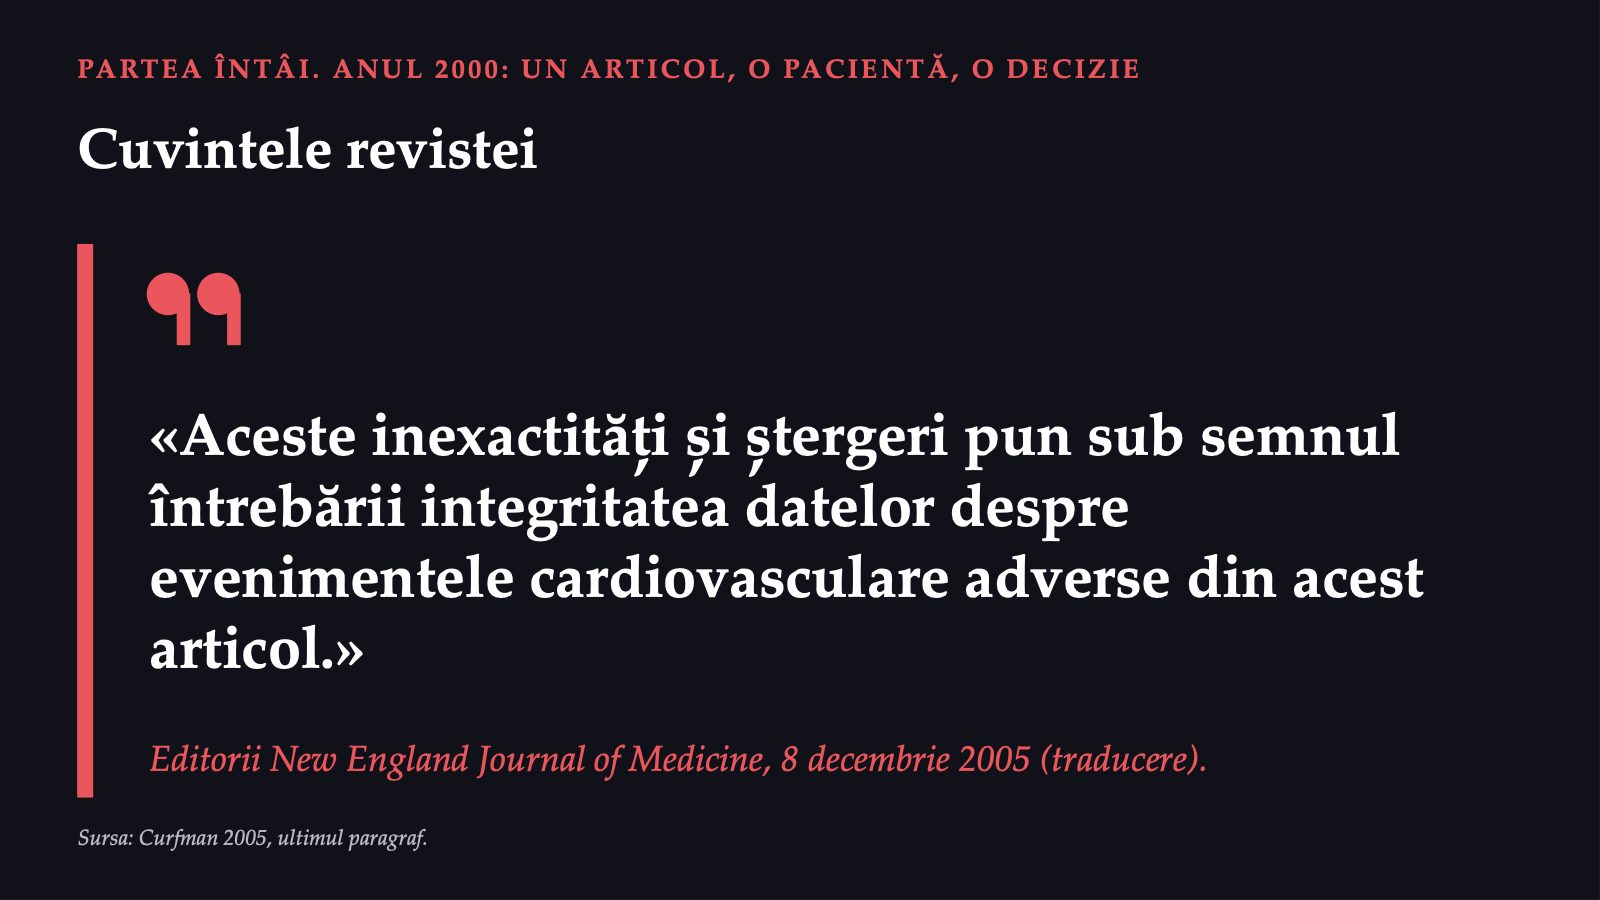 PARTEA ÎNTÂI. ANUL 2000: UN ARTICOL, O PACIENTĂ, O DECIZIE
Cuvintele revistei
«Aceste inexactități și ștergeri pun sub semnul
întrebării integritatea datelor despre
evenimentele cardiovasculare adverse din acest
articol.»
Editorii New England Journal of Medicine, 8 decembrie 2005 (traducere).
Sursa: Curfman 2005, ultimul paragraf.